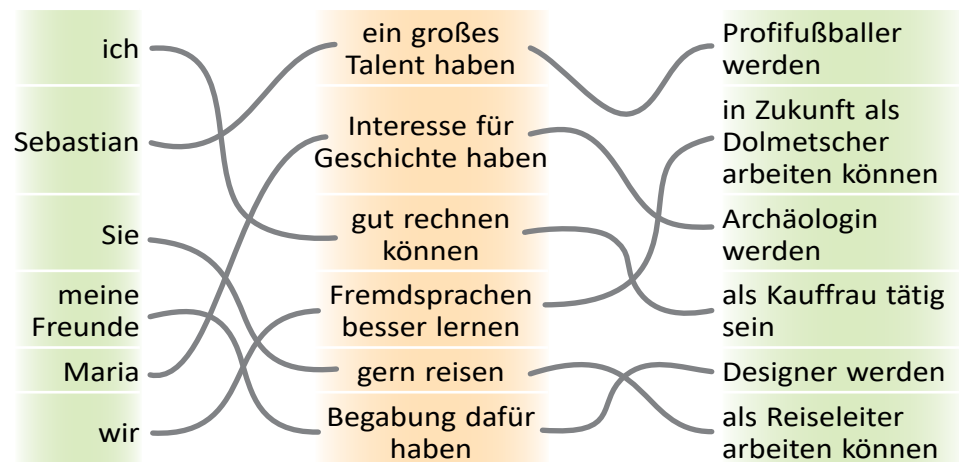 ich
Sebastian
Sie
meine
Freunde
Maria
wir
ein großes
Talent haben
Interesse für
Geschichte haben
gut rechnen
können
Fremdsprachen
besser lernen
gern reisen
Begabung dafür
haben
Profifußballer
werden
in Zukunft als
Dolmetscher
arbeiten können
Archäologin
werden
als Kauffrau tätig
sein
Designer werden
als Reiseleiter
arbeiten können